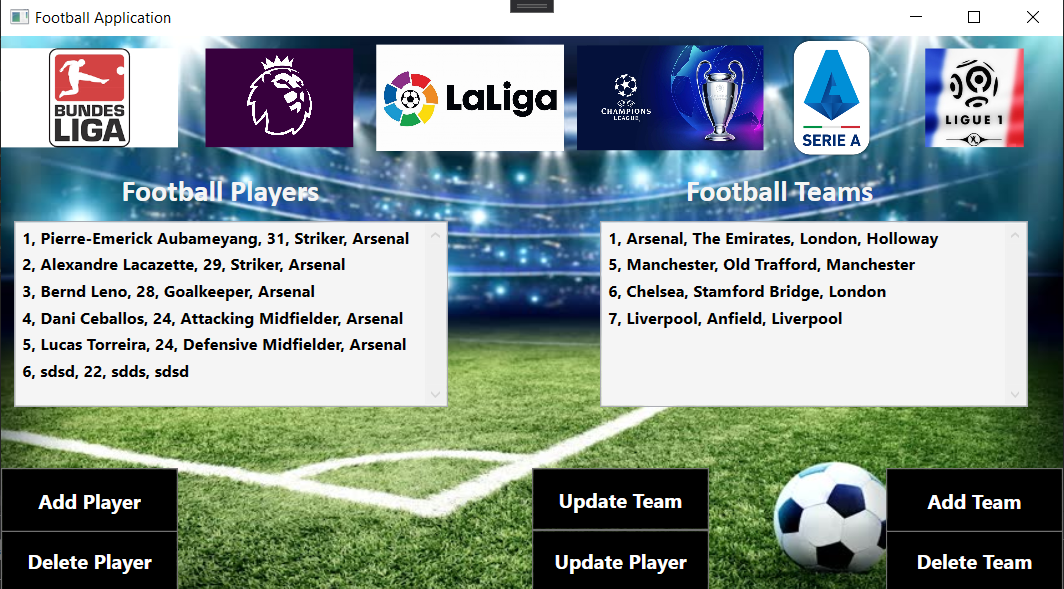 Football Application
BUNDES
LIGA
LaLiga
CHAMPIONS
LEAGUE
SERIE A
LIGUE 1
Football Players
Football Teams
1, Pierre-Emerick Aubameyang, 31, Striker, Arsenal
2, Alexandre Lacazette, 29, Striker, Arsenal
3, Bernd Leno, 28, Goalkeeper, Arsenal
4, Dani Ceballos, 24, Attacking Midfielder, Arsenal
5, Lucas Torreira, 24, Defensive Midfielder, Arsenal
6, sdsd, 22, sdds, sdsd
1, Arsenal, The Emirates, London, Holloway
5, Manchester, Old Trafford, Manchester
6, Chelsea, Stamford Bridge, London
7, Liverpool, Anfield, Liverpool
Add Player
Update Team
Add Team
Delete Player
Update Player
Delete Team